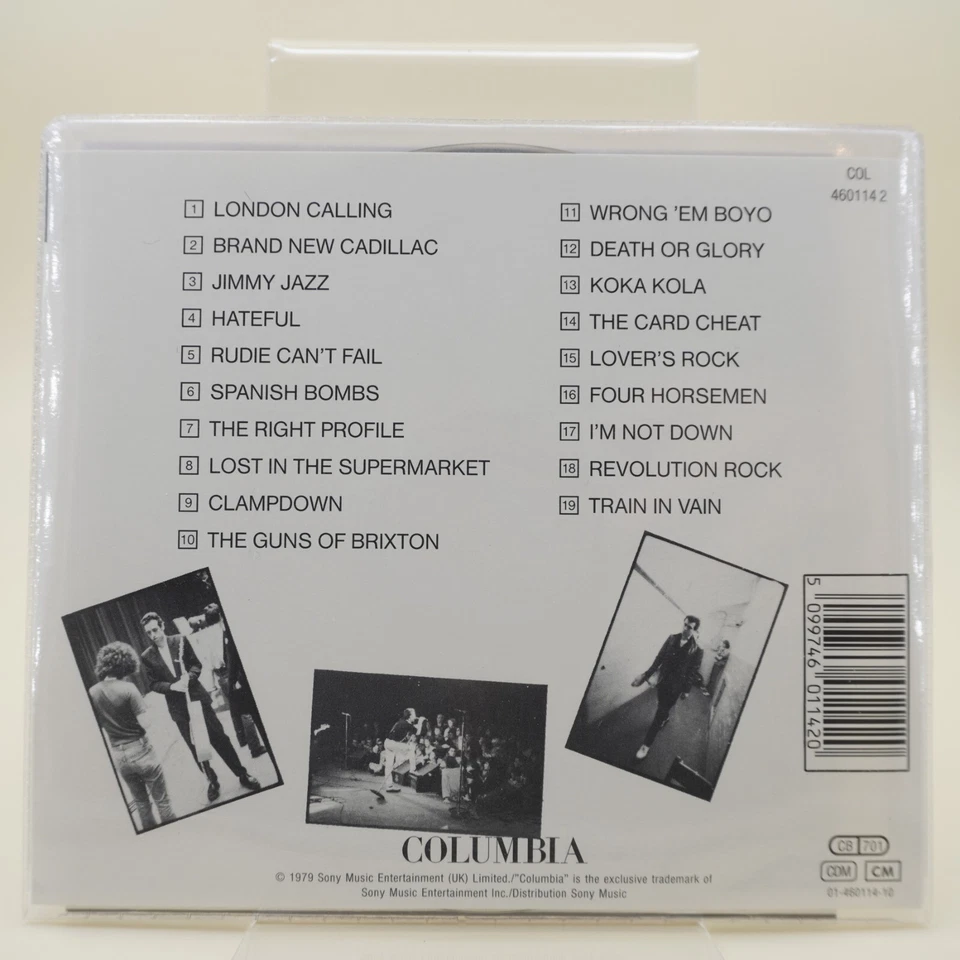 COL
460114 2
1 LONDON CALLING
2 BRAND NEW CADILLAC
3 JIMMY JAZZ
4 HATEFUL
5 RUDIE CAN'T FAIL
6 SPANISH BOMBS
7 THE RIGHT PROFILE
8 LOST IN THE SUPERMARKET
9 CLAMPDOWN
10 THE GUNS OF BRIXTON
11 WRONG 'EM BOYO
12 DEATH OR GLORY
13 KOKA KOLA
14 THE CARD CHEAT
15 LOVER'S ROCK
16 FOUR HORSEMEN
17 I'M NOT DOWN
18 REVOLUTION ROCK
19 TRAIN IN VAIN
5 099746 011420
COLUMBIA
© 1979 Sony Music Entertainment (UK) Limited./"Columbia" is the exclusive trademark of
Sony Music Entertainment Inc./Distribution Sony Music
CB 701
CDM CM
01-460114-10